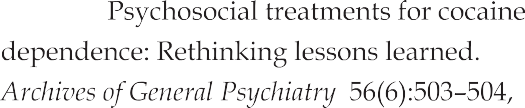 Psychosocial treatments for cocaine
dependence: Rethinking lessons learned.
Archives of General Psychiatry 56(6):503–504,